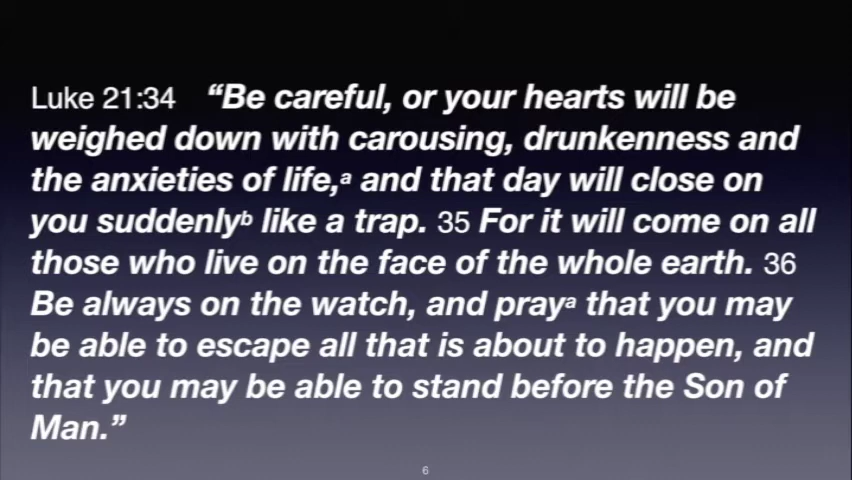 Luke 21:34 “Be careful, or your hearts will be
weighed down with carousing, drunkenness and
the anxieties of life,a and that day will close on
you suddenlyb like a trap. 35 For it will come on all
those who live on the face of the whole earth. 36
Be always on the watch, and praya that you may
be able to escape all that is about to happen, and
that you may be able to stand before the Son of
Man.”
6